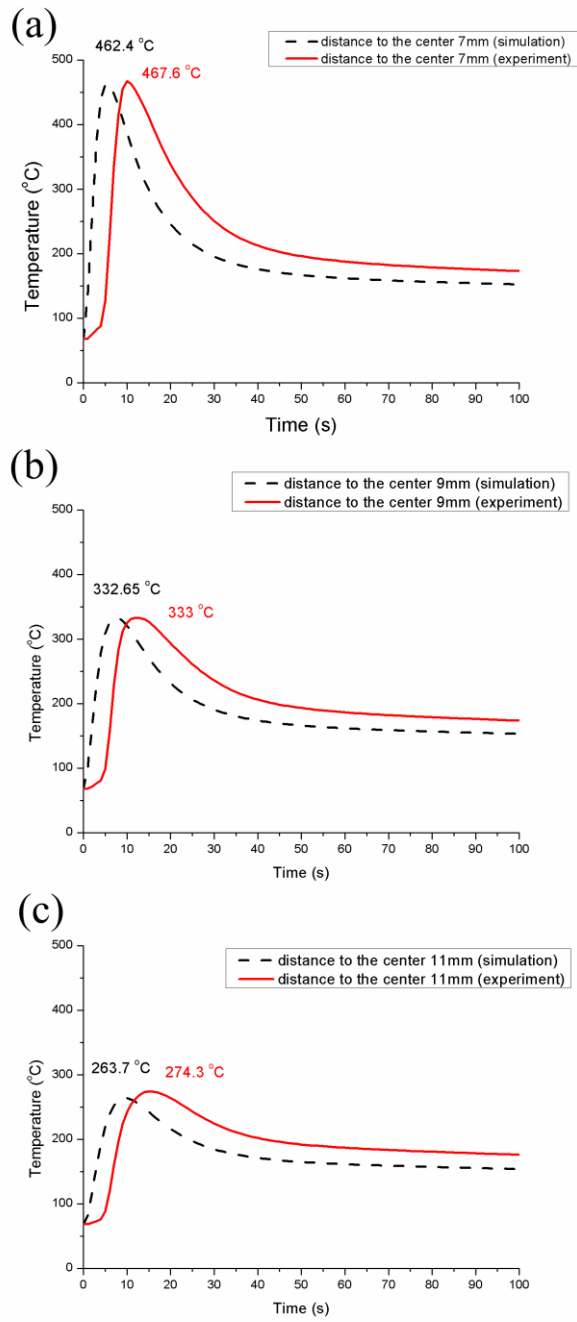 (a)
distance to the center 7mm (simulation)
distance to the center 7mm (experiment)
462.4 °C
467.6 °C
500
400
300
200
100
0
Temperature (°C)
0 10 20 30 40 50 60 70 80 90 100
Time (s)
(b)
distance to the center 9mm (simulation)
distance to the center 9mm (experiment)
332.65 °C
333 °C
500
400
300
200
100
0
Temperature (°C)
0 10 20 30 40 50 60 70 80 90 100
Time (s)
(c)
distance to the center 11mm (simulation)
distance to the center 11mm (experiment)
263.7 °C
274.3 °C
500
400
300
200
100
0
Temperature (°C)
0 10 20 30 40 50 60 70 80 90 100
Time (s)